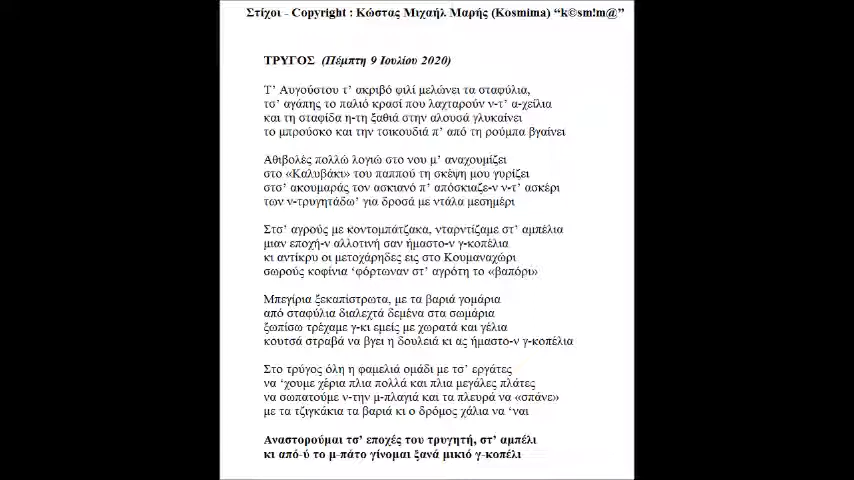 Στίχοι - Copyright : Κώστας Μιχαήλ Μαρής (Kosmima) “k©sm!m@”
ΤΡΥΓΟΣ (Πέμπτη 9 Ιουλίου 2020)
Τ’ Αυγούστου τ’ ακριβό φιλί μελώνει τα σταφύλια,
τσ’ αγάπης το παλιό κρασί που λαχταρούν ν-τ’ α-χείλια
και τη σταφίδα η-τη ξαθιά στην αλουσά γλυκαίνει
το μπρούσκο και την τσικουδιά π’ από τη ρούμπα βγαίνει
Αθιβολές πολλώ λογιώ στο νου μ’ αναχουμίζει
στο «Καλυβάκι» του παππού τη σκέψη μου γυρίζει
στσ’ ακουμαράς τον ασκιανό π’ απόσκιαζε-ν ν-τ’ ασκέρι
των ν-τρυγητάδω’ για δροσά με ντάλα μεσημέρι
Στσ’ αγρούς με κοντομπάτζακα, νταρντίζαμε στ’ αμπέλια
μιαν εποχή-ν αλλοτινή σαν ήμαστο-ν γ-κοπέλια
κι αντίκρυ οι μετοχάρηδες εις στο Κουμαναχώρι
σωρούς κοφίνια ‘φόρτωναν στ’ αγρότη το «βαπόρι»
Μπεγίρια ξεκαπίστρωτα, με τα βαριά γομάρια
από σταφύλια διαλεχτά δεμένα στα σωμάρια
ξωπίσω τρέχαμε γ-κι εμείς με χωρατά και γέλια
κουτσά στραβά να βγει η δουλειά κι ας ήμαστο-ν γ-κοπέλια
Στο τρύγος όλη η φαμελιά ομάδι με τσ’ εργάτες
να ‘χουμε χέρια πλια πολλά και πλια μεγάλες πλάτες
να σωπατούμε ν-την μ-πλαγιά και τα πλευρά να «σπάνε»
με τα τζιγκάκια τα βαριά κι ο δρόμος χάλια να ‘ναι
Αναστορούμαι τσ’ εποχές του τρυγητή, στ’ αμπέλι
κι από-ύ το μ-πάτο γίνομαι ξανά μικιό γ-κοπέλι